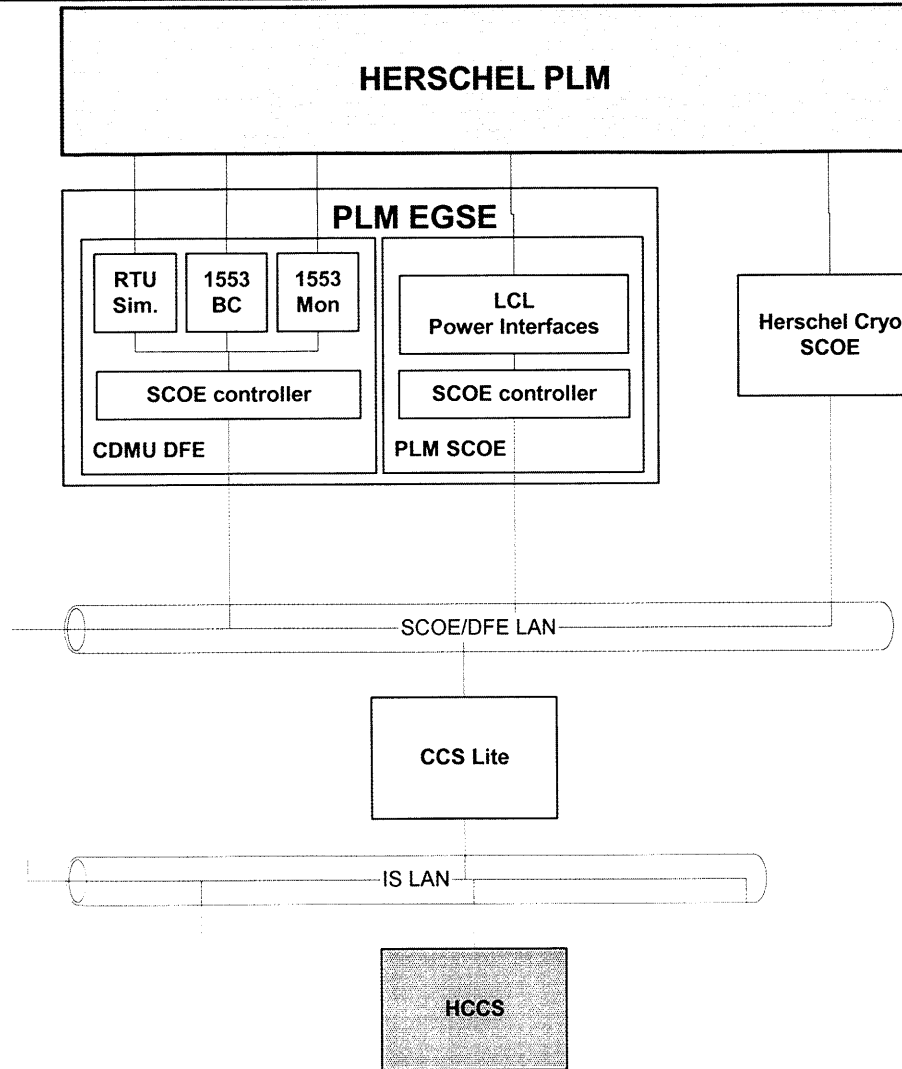 HERSCHEL PLM
PLM EGSE
RTU
Sim.
1553
BC
1553
Mon
LCL
Power Interfaces
Herschel Cryo
SCOE
SCOE controller
SCOE controller
CDMU DFE
PLM SCOE
SCOE/DFE LAN
CCS Lite
IS LAN
HCCS